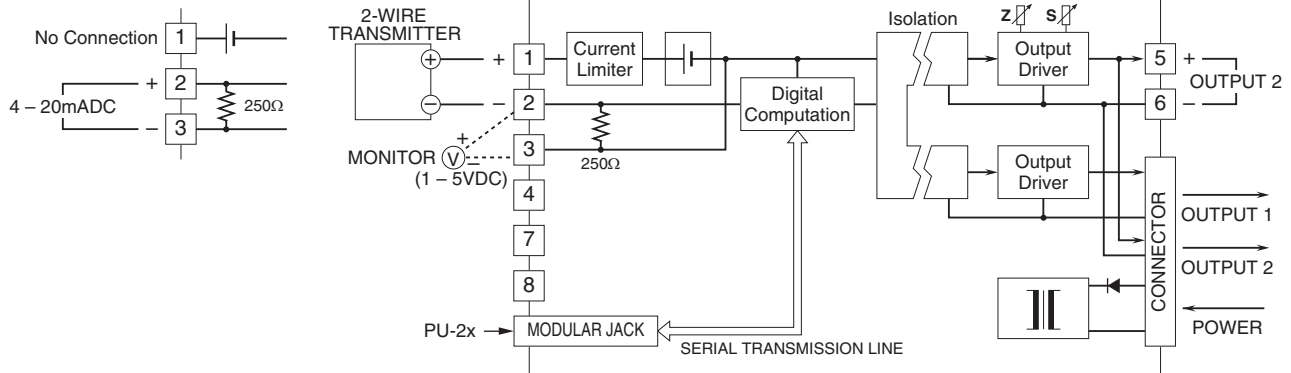 No Connection
1
+
2
4 – 20mADC
250Ω
–
3
2-WIRE
TRANSMITTER
+
–
+
–
1
2
3
4
7
8
Current
Limiter
MONITOR
V
+
–
(1 – 5VDC)
250Ω
Digital
Computation
Isolation
Z
S
Output
Driver
Output
Driver
5
6
+
–
OUTPUT 2
CONNECTOR
OUTPUT 1
OUTPUT 2
POWER
PU-2x
MODULAR JACK
SERIAL TRANSMISSION LINE